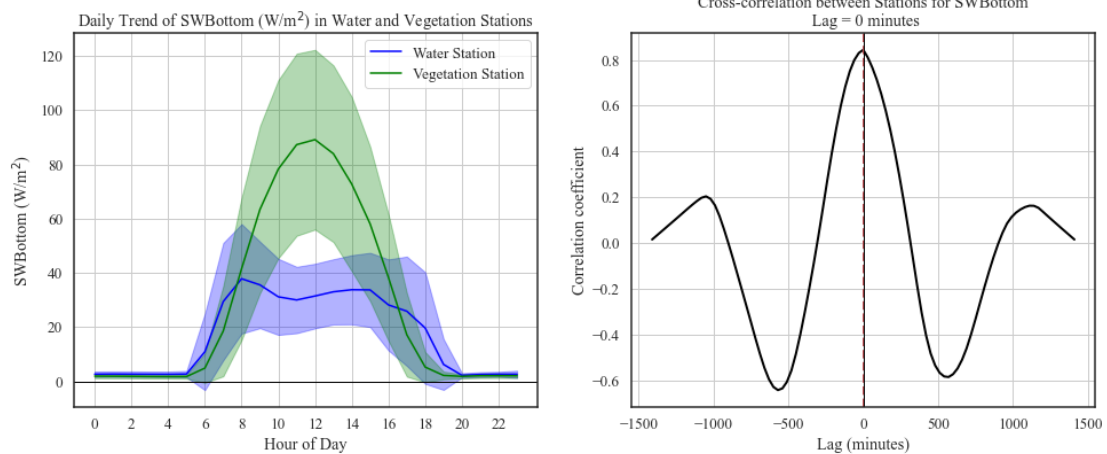 Daily Trend of SWBottom (W/m²) in Water and Vegetation Stations
Water Station
Vegetation Station
120
100
80
60
40
20
0
SWBottom (W/m²)
0 2 4 6 8 10 12 14 16 18 20 22
Hour of Day
Cross-correlation between Stations for SWBottom
Lag = 0 minutes
0.8
0.6
0.4
0.2
0.0
−0.2
−0.4
−0.6
Correlation coefficient
−1500 −1000 −500 0 500 1000 1500
Lag (minutes)